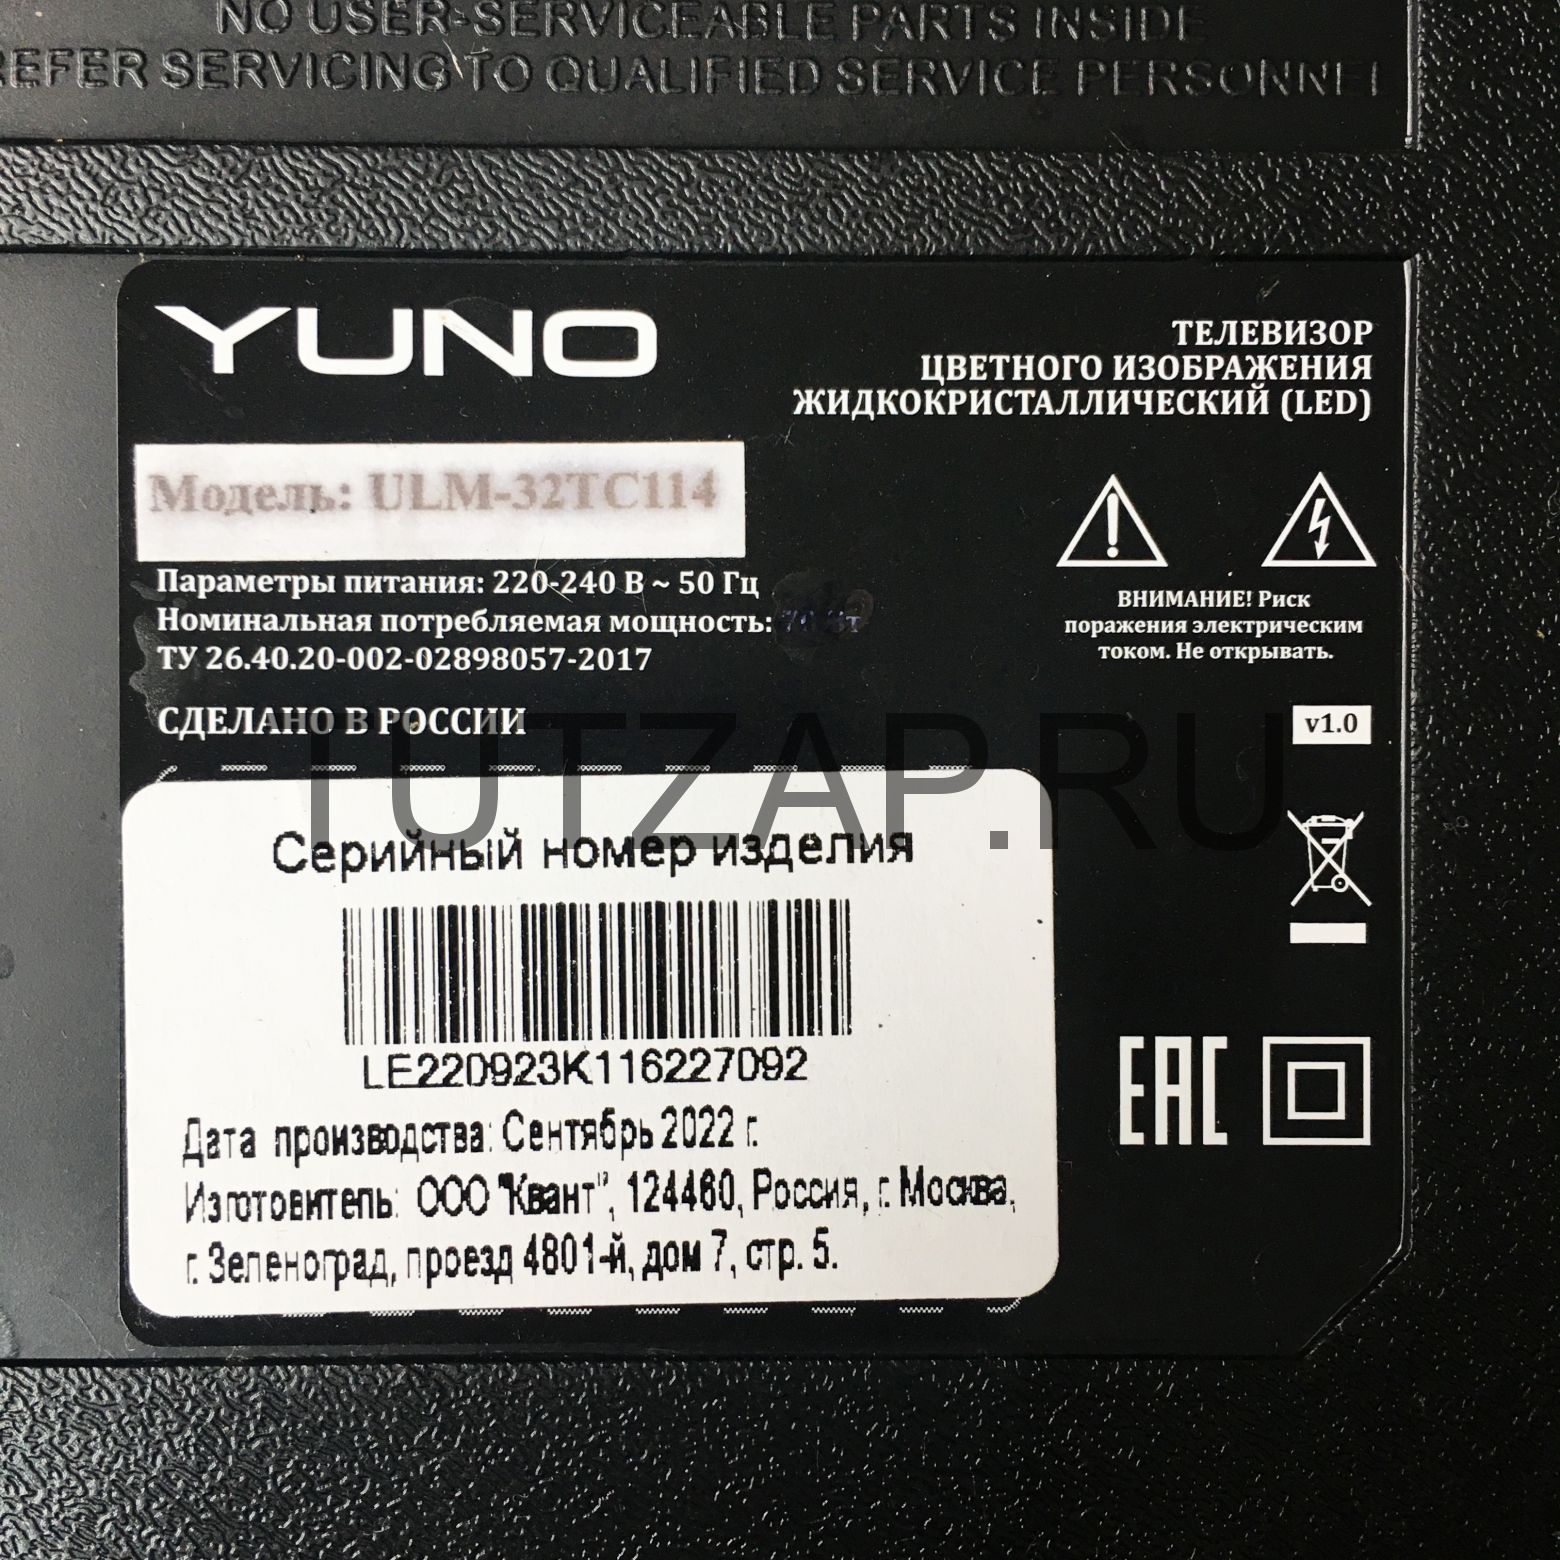 NO USER-SERVICEABLE PARTS INSIDE
REFER SERVICING TO QUALIFIED SERVICE PERSONNEL
YUNO
ТЕЛЕВИЗОР
ЦВЕТНОГО ИЗОБРАЖЕНИЯ
ЖИДКОКРИСТАЛЛИЧЕСКИЙ (LED)
Модель: ULM-32TC114
Параметры питания: 220-240 В ~ 50 Гц
Номинальная потребляемая мощность:
ТУ 26.40.20-002-02898057-2017
СДЕЛАНО В РОССИИ
ВНИМАНИЕ! Риск
поражения электрическим
током. Не открывать.
v1.0
TUTZAP.RU
Серийный номер изделия
LE220923K116227092
Дата производства: Сентябрь 2022 г.
Изготовитель: ООО "Квант", 124460, Россия, г. Москва,
г. Зеленоград, проезд 4801-й, дом 7, стр. 5.
EAC